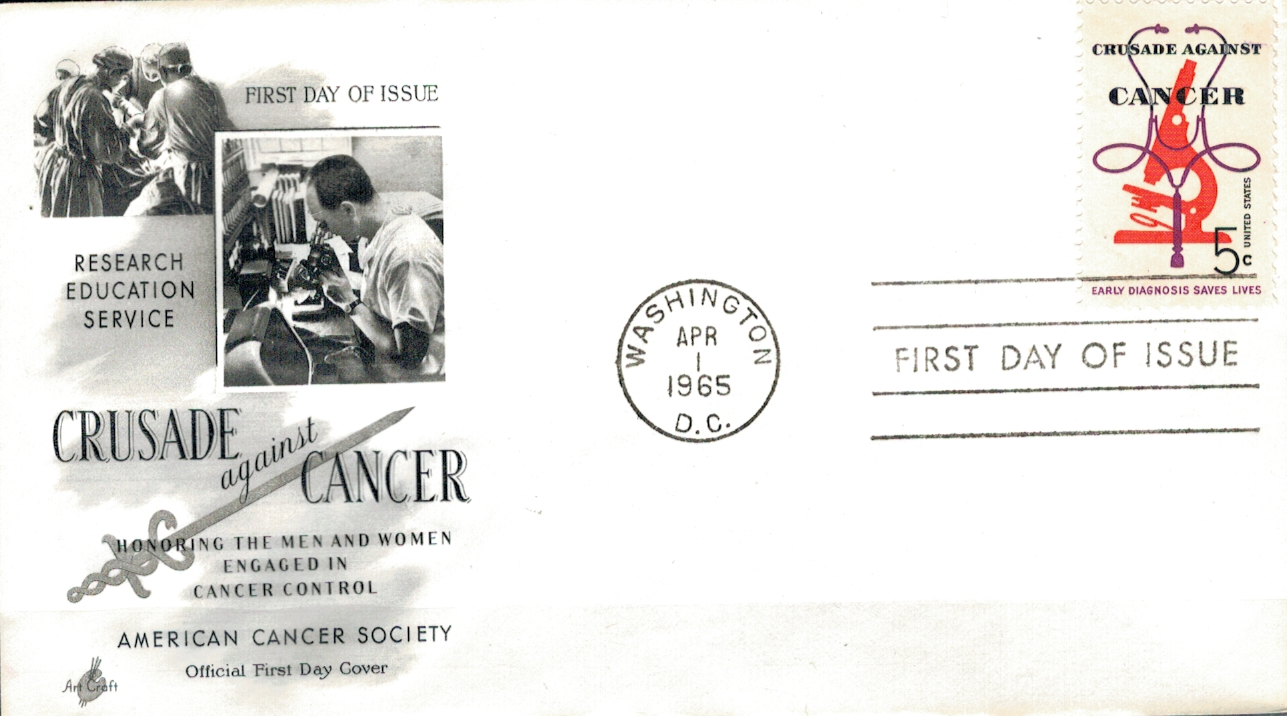 FIRST DAY OF ISSUE
RESEARCH
EDUCATION
SERVICE
CRUSADE
against
CANCER
HONORING THE MEN AND WOMEN
ENGAGED IN
CANCER CONTROL
AMERICAN CANCER SOCIETY
Official First Day Cover
Art Craft
WASHINGTON
APR
1
1965
D.C.
CRUSADE AGAINST
CANCER
5c
UNITED STATES
EARLY DIAGNOSIS SAVES LIVES
FIRST DAY OF ISSUE